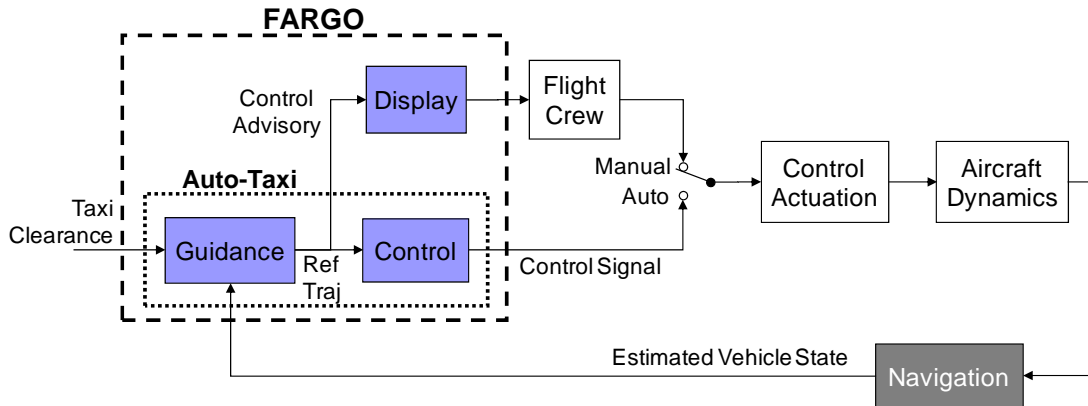 FARGO
Control
Advisory
Display
Flight
Crew
Manual
Auto
Control
Actuation
Aircraft
Dynamics
Auto-Taxi
Taxi
Clearance
Guidance
Ref
Traj
Control
Control Signal
Estimated Vehicle State
Navigation